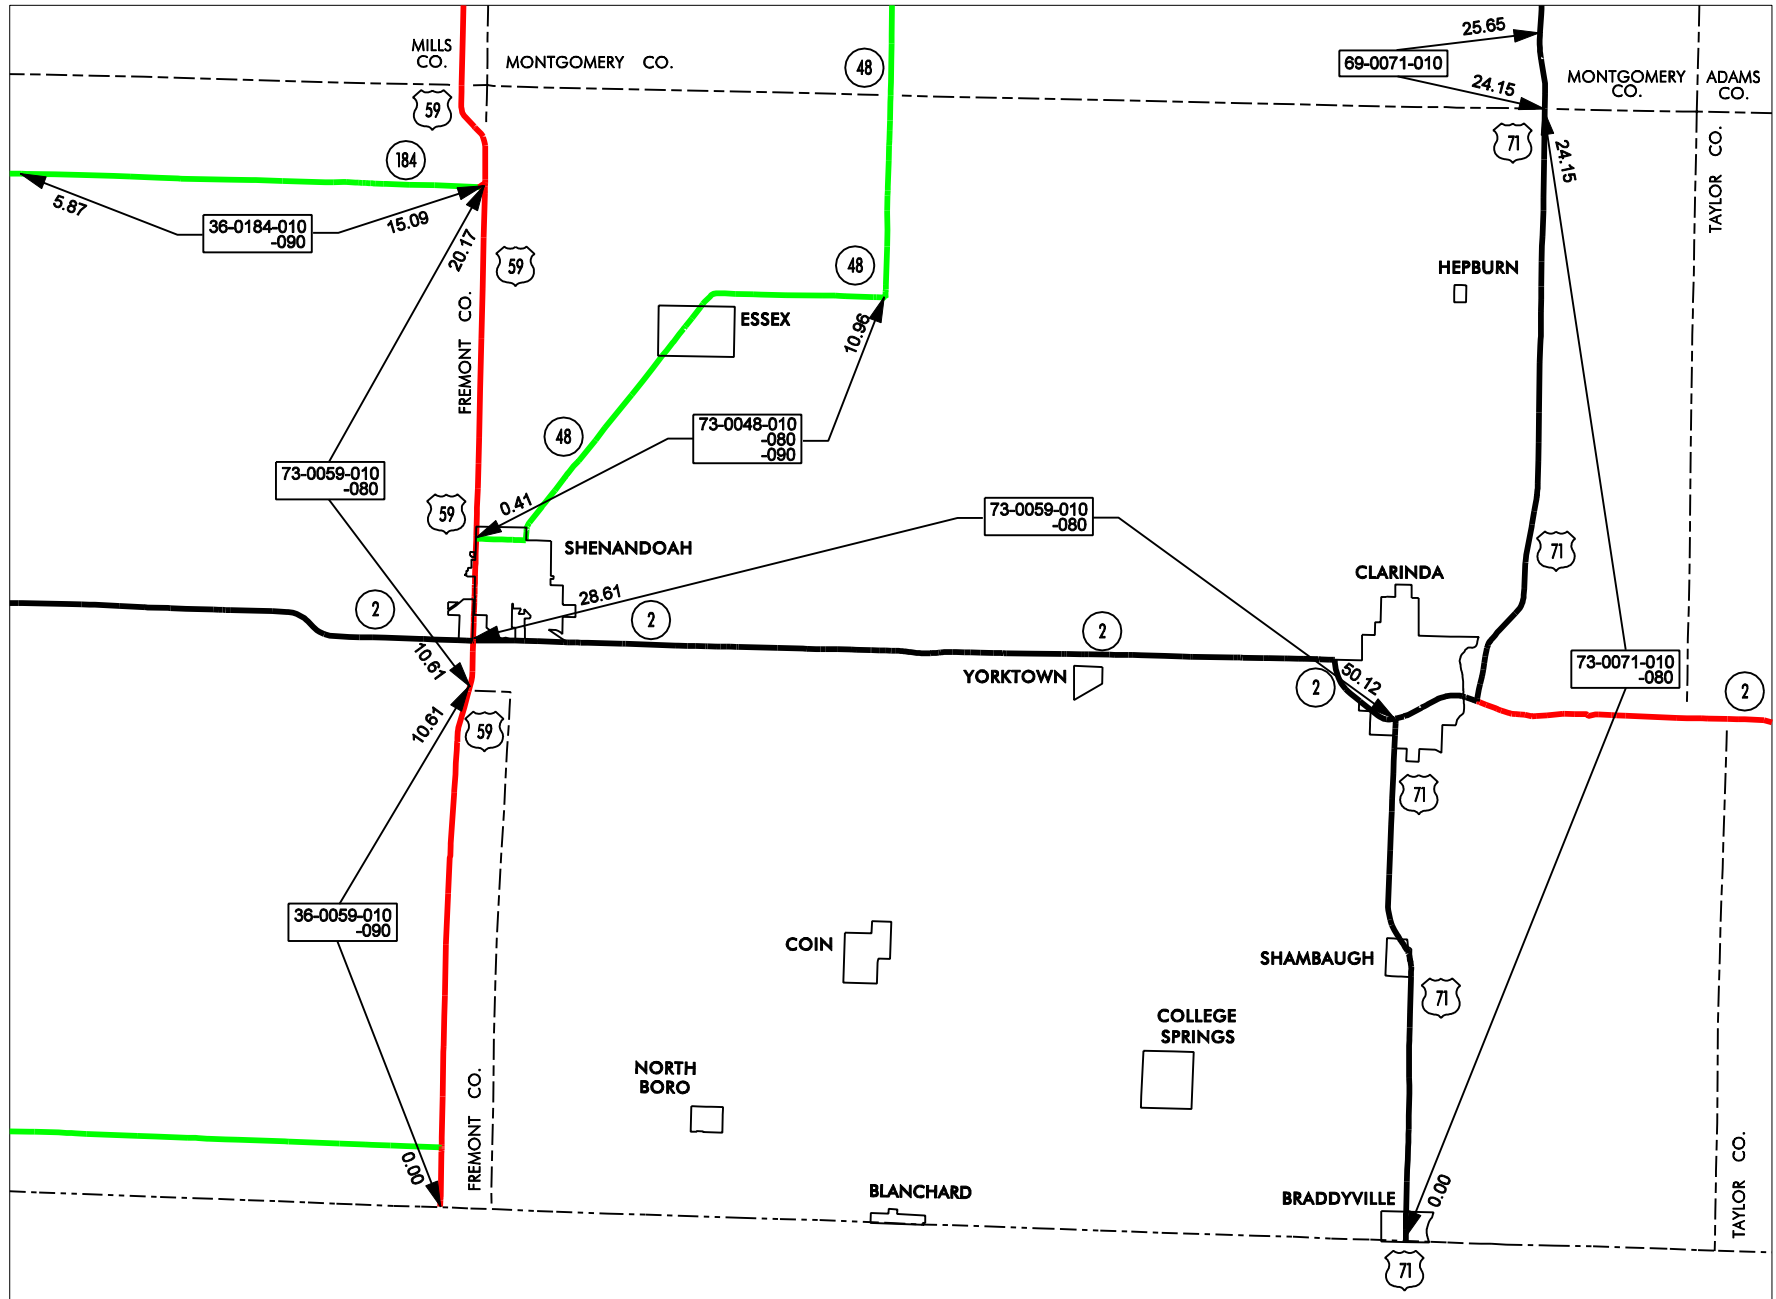 MILLS
CO.
MONTGOMERY CO.
48
25.65
69-0071-010
24.15
MONTGOMERY
CO.
ADAMS
CO.
59
71
TAYLOR CO.
184
24.15
5.87
36-0184-010
-090
15.09
20.17
59
48
HEPBURN
FREMONT CO.
ESSEX
10.96
73-0048-010
-080
-090
48
73-0059-010
-080
59
0.41
73-0059-010
-080
SHENANDOAH
71
CLARINDA
28.61
2
2
2
10.61
YORKTOWN
2
50.12
73-0071-010
-080
2
10.61
59
71
36-0059-010
-090
COIN
SHAMBAUGH
71
COLLEGE
SPRINGS
NORTH
BORO
FREMONT CO.
0.00
BLANCHARD
BRADDYVILLE
0.00
TAYLOR CO.
71